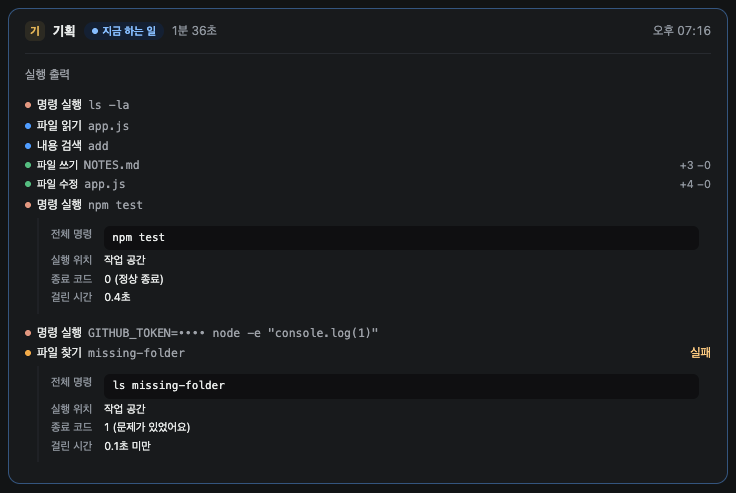 기 기획 지금 하는 일 1분 36초 오후 07:16
실행 출력
명령 실행 ls -la
파일 읽기 app.js
내용 검색 add
파일 쓰기 NOTES.md +3 -0
파일 수정 app.js +4 -0
명령 실행 npm test
전체 명령 npm test
실행 위치 작업 공간
종료 코드 0 (정상 종료)
걸린 시간 0.4초
명령 실행 GITHUB_TOKEN=•••• node -e "console.log(1)"
파일 찾기 missing-folder 실패
전체 명령 ls missing-folder
실행 위치 작업 공간
종료 코드 1 (문제가 있었어요)
걸린 시간 0.1초 미만